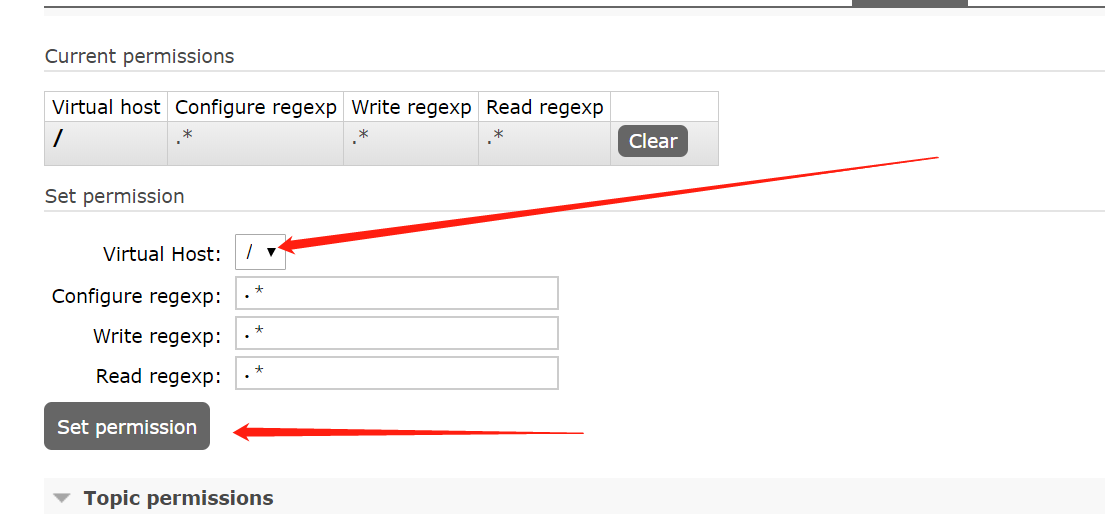 Current permissions
Virtual host Configure regexp Write regexp Read regexp
/ .* .* .* Clear
Set permission
Virtual Host: / ▼
Configure regexp: .*
Write regexp: .*
Read regexp: .*
Set permission
Topic permissions